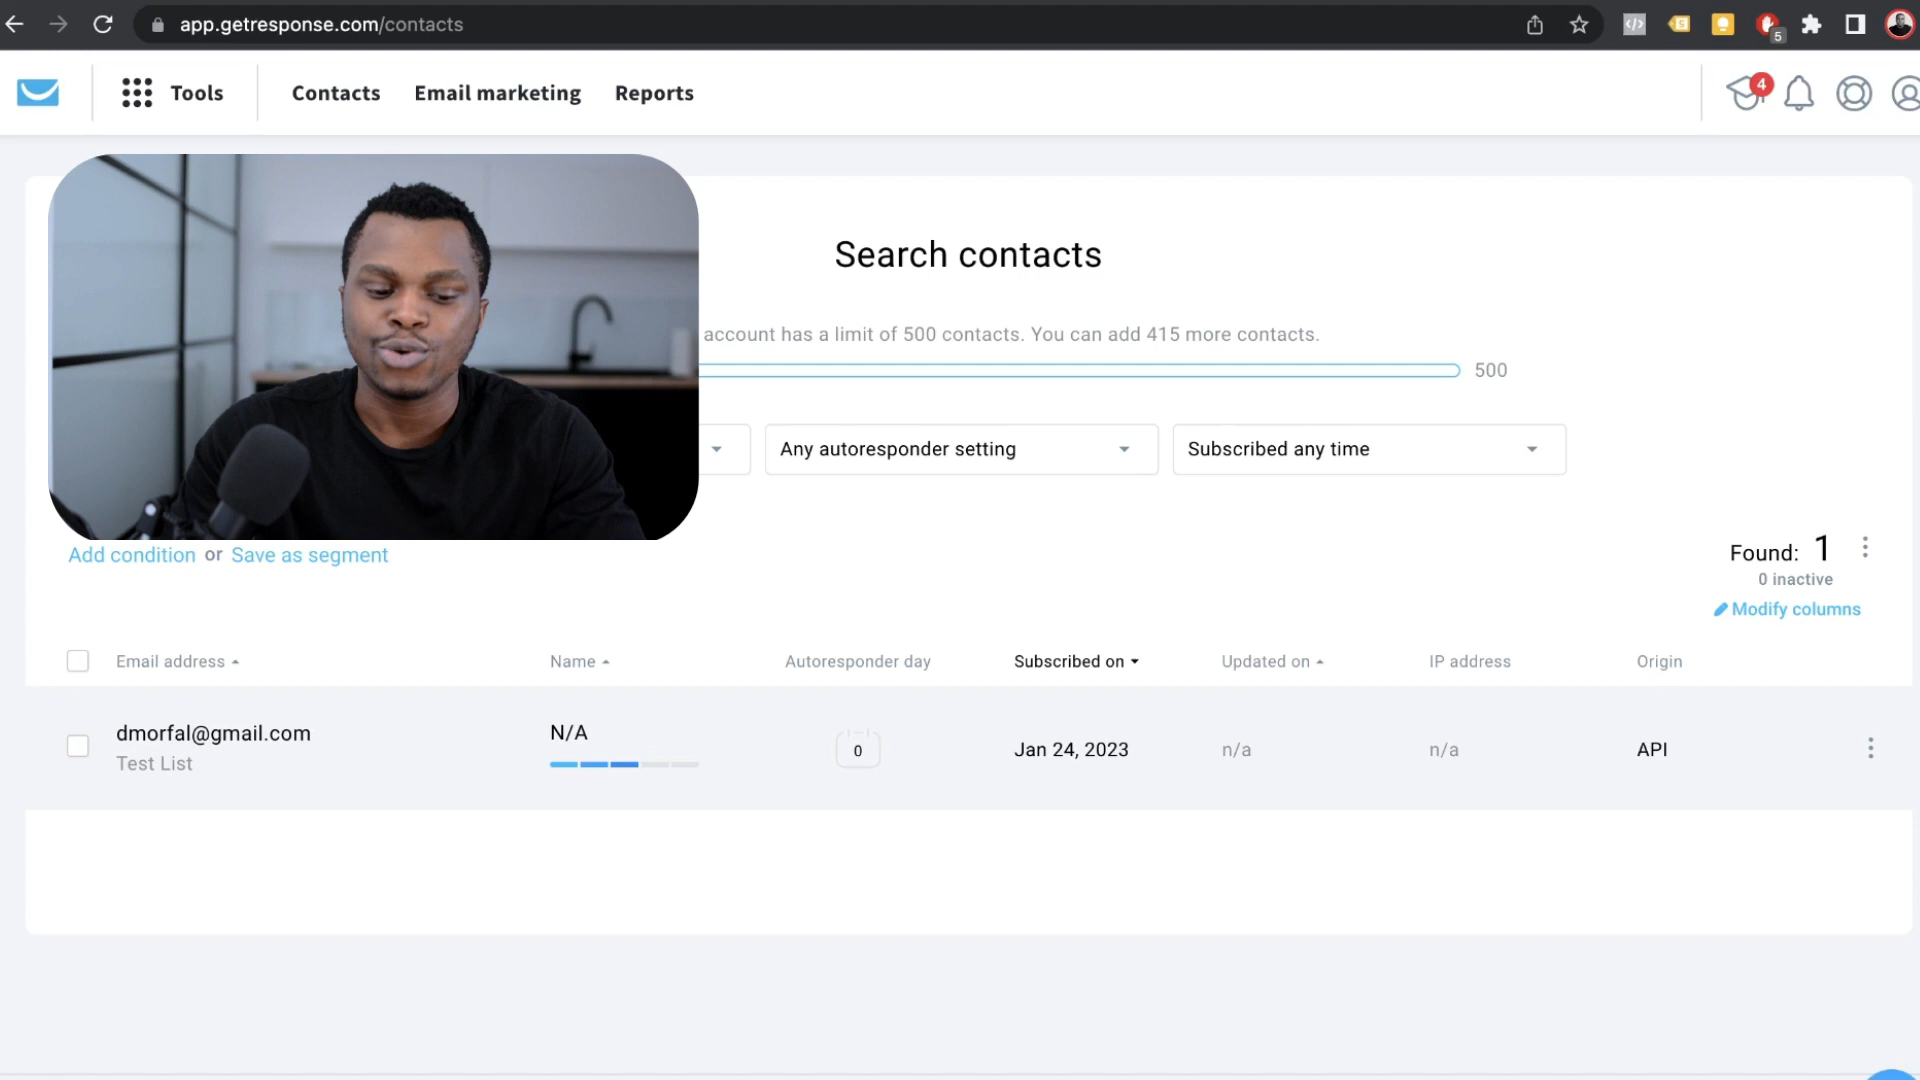 app.getresponse.com/contacts
5
Tools
Contacts
Email marketing
Reports
4
Search contacts
account has a limit of 500 contacts. You can add 415 more contacts.
500
Any autoresponder setting
Subscribed any time
Add condition or Save as segment
Found: 1
0 inactive
Modify columns
Email address
Name
Autoresponder day
Subscribed on
Updated on
IP address
Origin
dmorfal@gmail.com
Test List
N/A
0
Jan 24, 2023
n/a
n/a
API